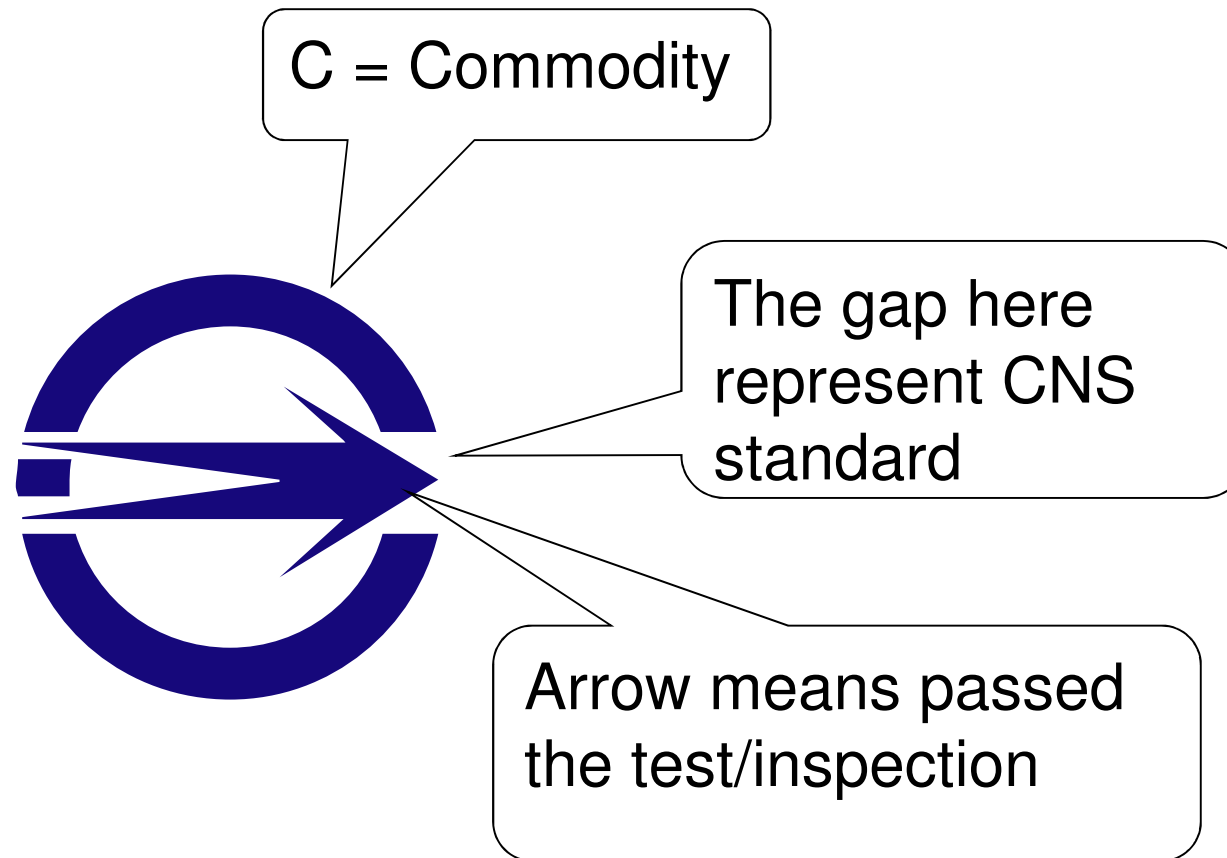 C = Commodity
The gap here
represent CNS
standard
Arrow means passed
the test/inspection